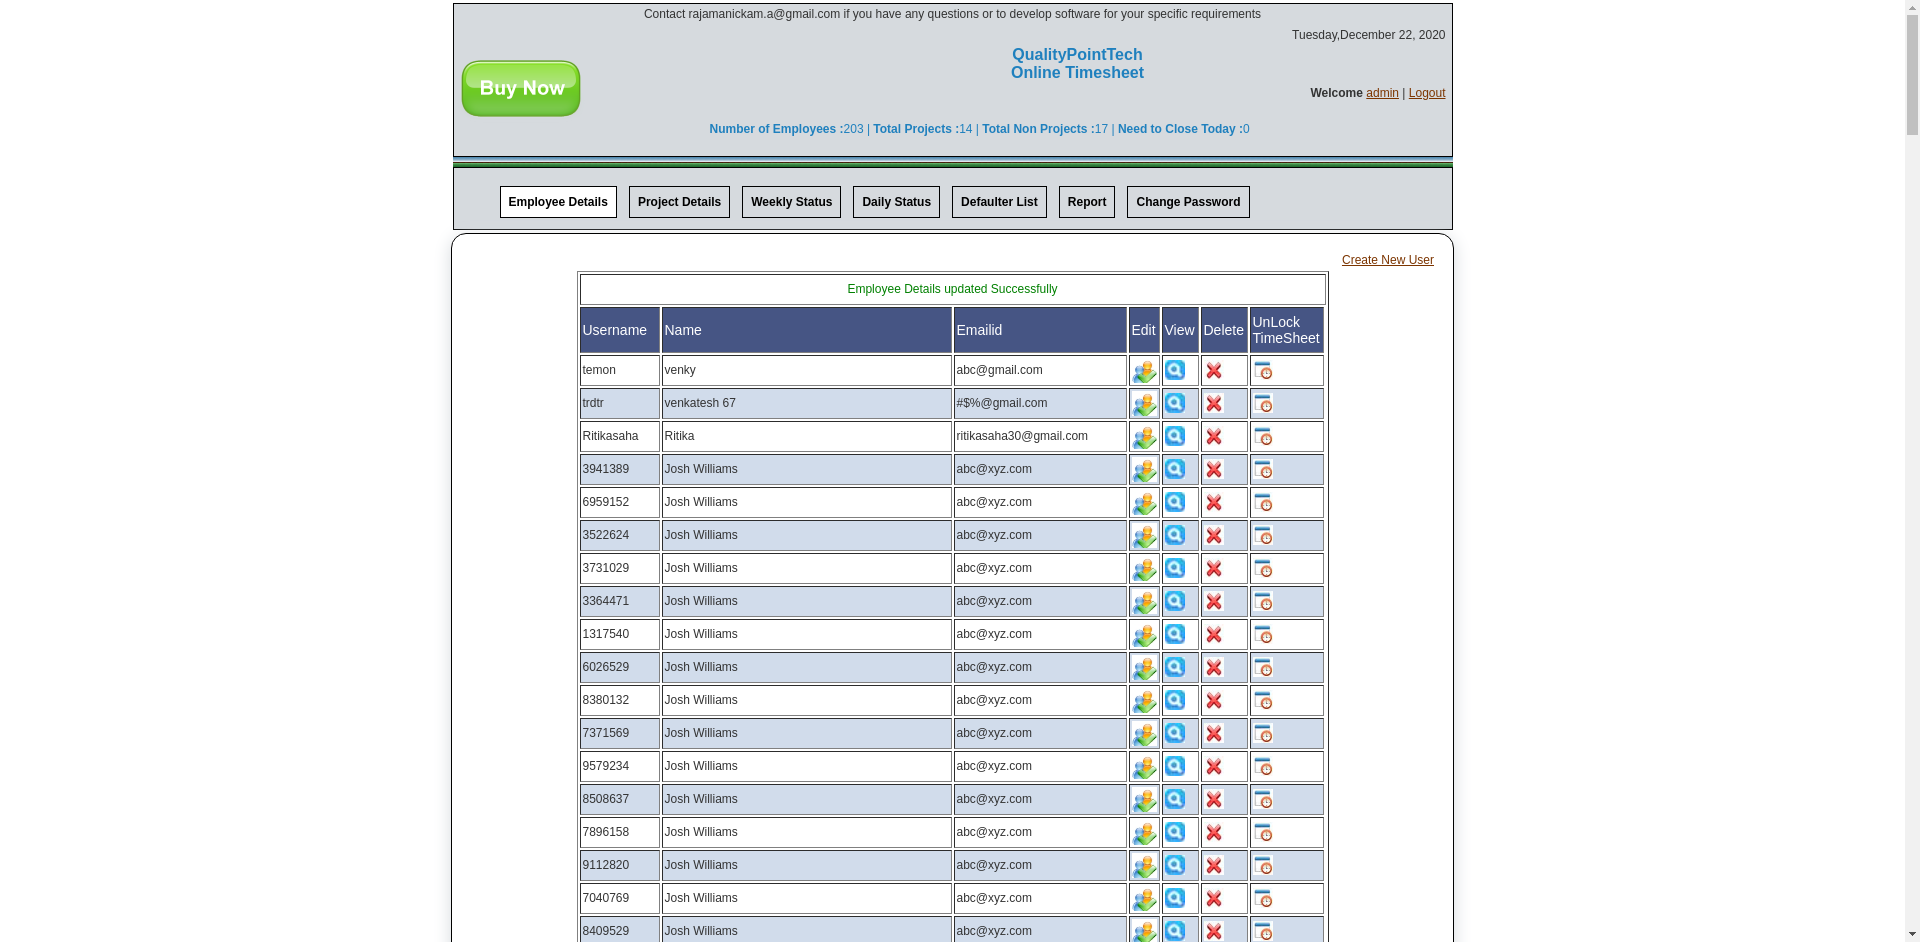 Contact rajamanickam.a@gmail.com if you have any questions or to develop software for your specific requirements
Tuesday,December 22, 2020
QualityPointTech
Online Timesheet
Buy Now
Welcome admin | Logout
Number of Employees :203 | Total Projects :14 | Total Non Projects :17 | Need to Close Today :0
Employee Details Project Details Weekly Status Daily Status Defaulter List Report Change Password
Create New User
Employee Details updated Successfully
Username Name Emailid Edit View Delete UnLock TimeSheet
temon venky abc@gmail.com
trdtr venkatesh 67 #$%@gmail.com
Ritikasaha Ritika ritikasaha30@gmail.com
3941389 Josh Williams abc@xyz.com
6959152 Josh Williams abc@xyz.com
3522624 Josh Williams abc@xyz.com
3731029 Josh Williams abc@xyz.com
3364471 Josh Williams abc@xyz.com
1317540 Josh Williams abc@xyz.com
6026529 Josh Williams abc@xyz.com
8380132 Josh Williams abc@xyz.com
7371569 Josh Williams abc@xyz.com
9579234 Josh Williams abc@xyz.com
8508637 Josh Williams abc@xyz.com
7896158 Josh Williams abc@xyz.com
9112820 Josh Williams abc@xyz.com
7040769 Josh Williams abc@xyz.com
8409529 Josh Williams abc@xyz.com